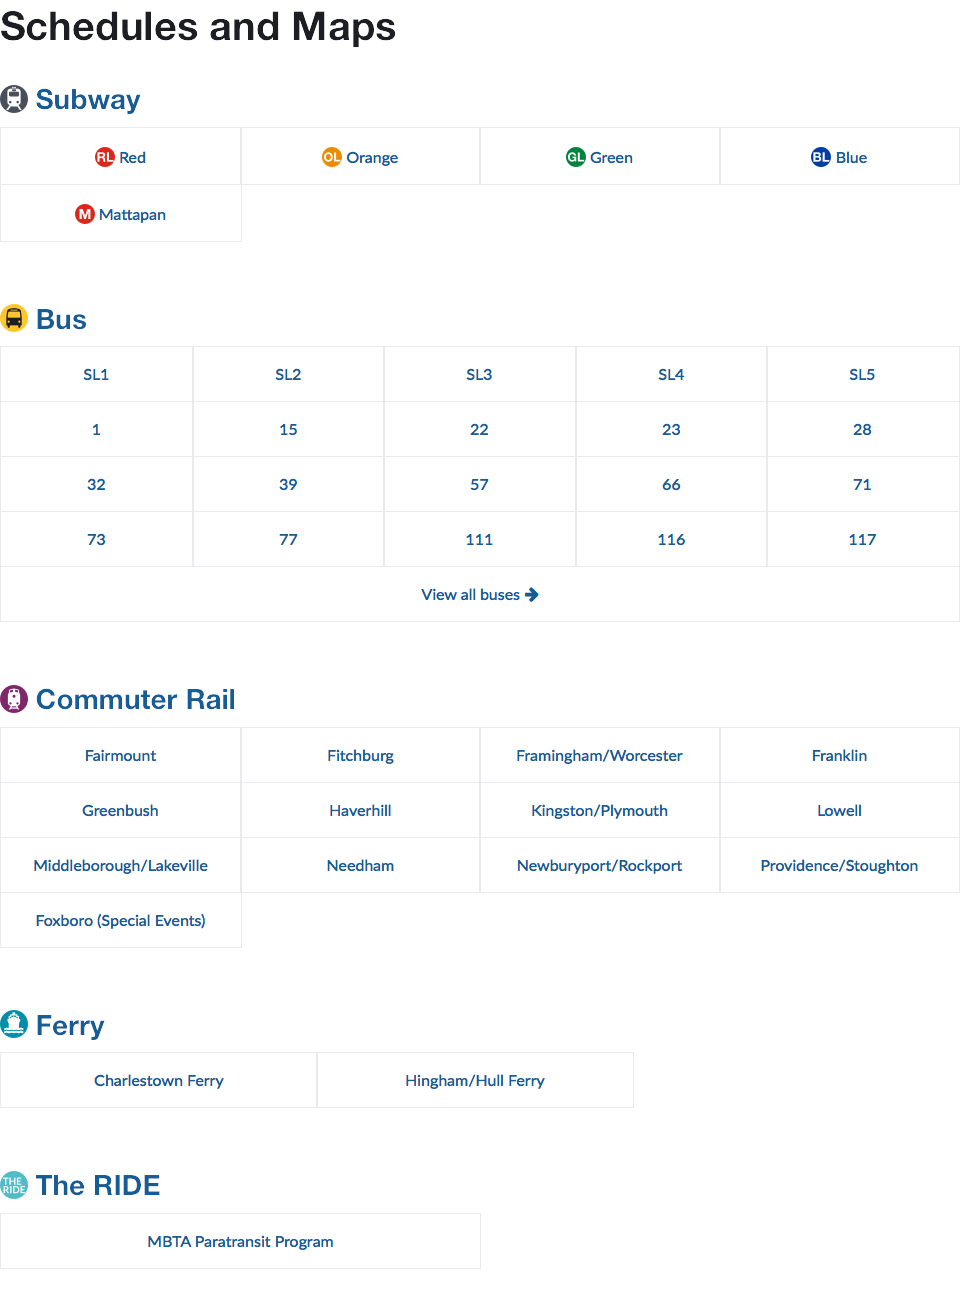 Schedules and Maps
Subway
RL Red OL Orange GL Green BL Blue
M Mattapan
Bus
SL1 SL2 SL3 SL4 SL5
1 15 22 23 28
32 39 57 66 71
73 77 111 116 117
View all buses
Commuter Rail
Fairmount Fitchburg Framingham/Worcester Franklin
Greenbush Haverhill Kingston/Plymouth Lowell
Middleborough/Lakeville Needham Newburyport/Rockport Providence/Stoughton
Foxboro (Special Events)
Ferry
Charlestown Ferry Hingham/Hull Ferry
THE RIDE The RIDE
MBTA Paratransit Program